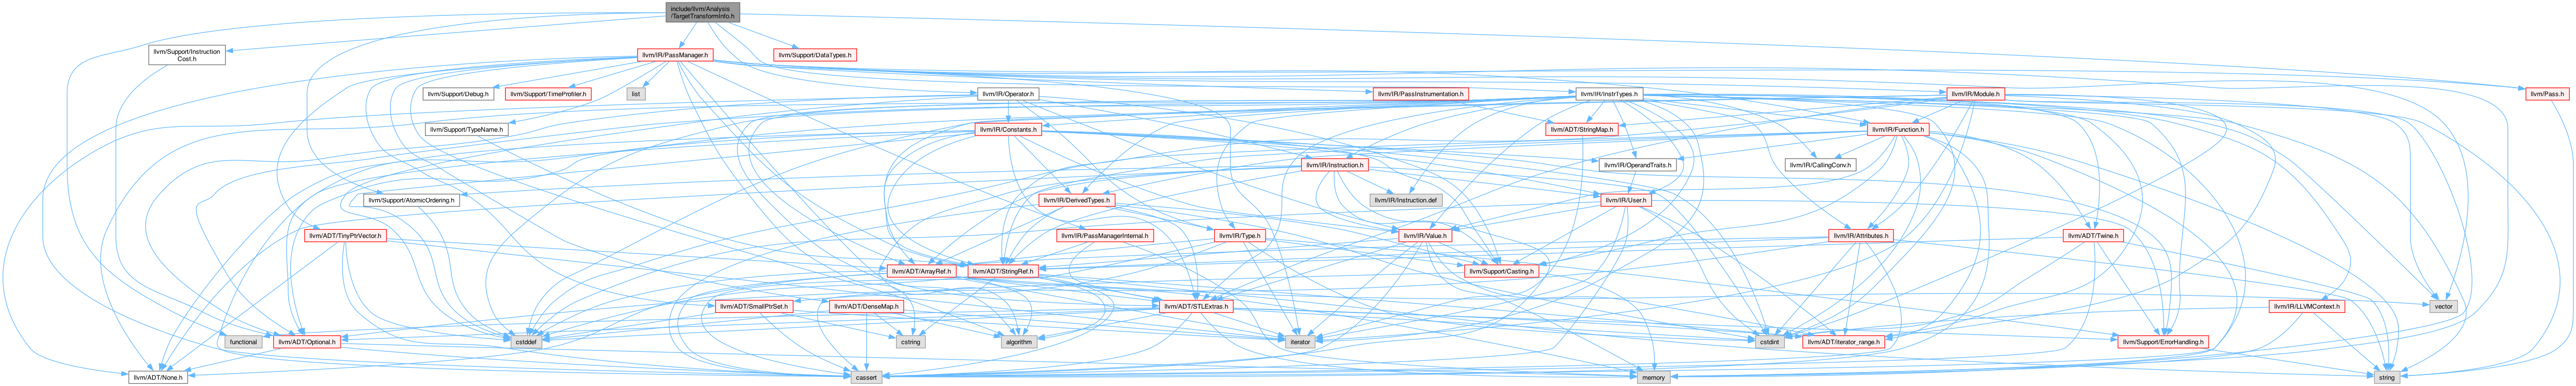 include/llvm/Analysis
/TargetTransformInfo.h
llvm/Support/Instruction
Cost.h
llvm/IR/PassManager.h
llvm/Support/DataTypes.h
llvm/Support/Debug.h
llvm/Support/TimeProfiler.h
list
llvm/IR/Operator.h
llvm/IR/PassInstrumentation.h
llvm/IR/InstrTypes.h
llvm/IR/Module.h
llvm/Pass.h
llvm/Support/TypeName.h
llvm/IR/Constants.h
llvm/ADT/StringMap.h
llvm/IR/Function.h
llvm/IR/Instruction.h
llvm/IR/OperandTraits.h
llvm/IR/CallingConv.h
llvm/Support/AtomicOrdering.h
llvm/IR/DerivedTypes.h
llvm/IR/Instruction.def
llvm/IR/User.h
llvm/ADT/TinyPtrVector.h
llvm/IR/PassManagerInternal.h
llvm/IR/Type.h
llvm/IR/Value.h
llvm/IR/Attributes.h
llvm/ADT/Twine.h
llvm/ADT/ArrayRef.h
llvm/ADT/StringRef.h
llvm/Support/Casting.h
llvm/ADT/SmallPtrSet.h
llvm/ADT/DenseMap.h
llvm/ADT/STLExtras.h
llvm/IR/LLVMContext.h
vector
functional
llvm/ADT/Optional.h
cstddef
cstring
algorithm
iterator
cstdint
llvm/ADT/iterator_range.h
llvm/Support/ErrorHandling.h
llvm/ADT/None.h
cassert
memory
string